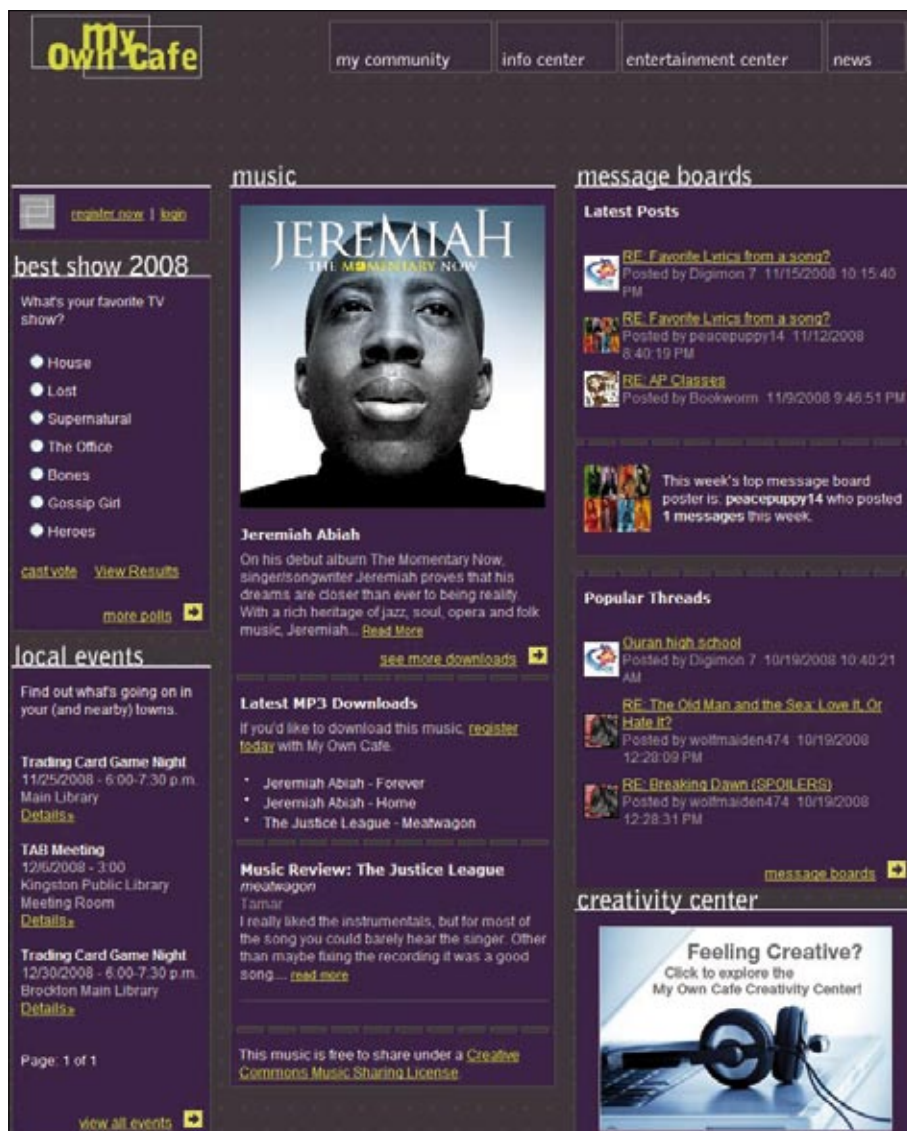 my
Own Cafe
my community
info center
entertainment center
news
register now | login
best show 2008
What's your favorite TV
show?
House
Lost
Supernatural
The Office
Bones
Gossip Girl
Heroes
cast vote View Results
more polls
local events
Find out what's going on in
your (and nearby) towns.
Trading Card Game Night
11/25/2008 - 6:00-7:30 p.m.
Main Library
Details»
TAB Meeting
12/6/2008 - 3:00
Kingston Public Library
Meeting Room
Details»
Trading Card Game Night
12/30/2008 - 6:00-7:30 p.m.
Brockton Main Library
Details»
Page: 1 of 1
view all events
music
JEREMIAH
THE MOMENTARY NOW
Jeremiah Abiah
On his debut album The Momentary Now,
singer/songwriter Jeremiah proves that his
dreams are closer than ever to being reality.
With a rich heritage of jazz, soul, opera and folk
music, Jeremiah... Read More
see more downloads
Latest MP3 Downloads
If you'd like to download this music, register
today with My Own Cafe.
• Jeremiah Abiah - Forever
• Jeremiah Abiah - Home
• The Justice League - Meatwagon
Music Review: The Justice League
meatwagon
Tamar
I really liked the instrumentals, but for most of
the song you could barely hear the singer. Other
than maybe fixing the recording it was a good
song.... read more
This music is free to share under a Creative
Commons Music Sharing License
message boards
Latest Posts
RE: Favorite Lyrics from a song?
Posted by Digimon 7 11/15/2008 10:15:40
PM
RE: Favorite Lyrics from a song?
Posted by peacepuppy14 11/12/2008
8:40:19 PM
RE: AP Classes
Posted by Bookworm 11/9/2008 9:46:51 PM
This week's top message board
poster is: peacepuppy14 who posted
1 messages this week.
Popular Threads
Ouran high school
Posted by Digimon 7 10/19/2008 10:40:21
AM
RE: The Old Man and the Sea: Love It, Or
Hate It?
Posted by wolfmaiden474 10/19/2008
12:28:09 PM
RE: Breaking Dawn (SPOILERS)
Posted by wolfmaiden474 10/19/2008
12:28:31 PM
message boards
creativity center
Feeling Creative?
Click to explore the
My Own Cafe Creativity Center!